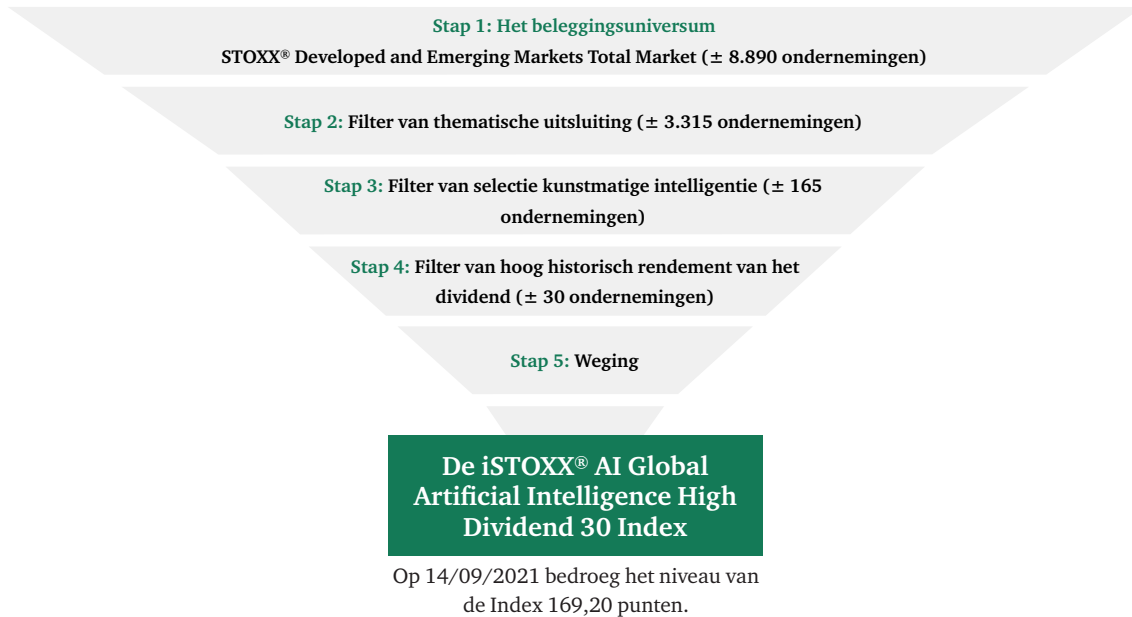 Stap 1: Het beleggingsuniversum
STOXX® Developed and Emerging Markets Total Market (± 8.890 ondernemingen)
Stap 2: Filter van thematische uitsluiting (± 3.315 ondernemingen)
Stap 3: Filter van selectie kunstmatige intelligentie (± 165
ondernemingen)
Stap 4: Filter van hoog historisch rendement van het
dividend (± 30 ondernemingen)
Stap 5: Weging
De iSTOXX® AI Global
Artificial Intelligence High
Dividend 30 Index
Op 14/09/2021 bedroeg het niveau van
de Index 169,20 punten.